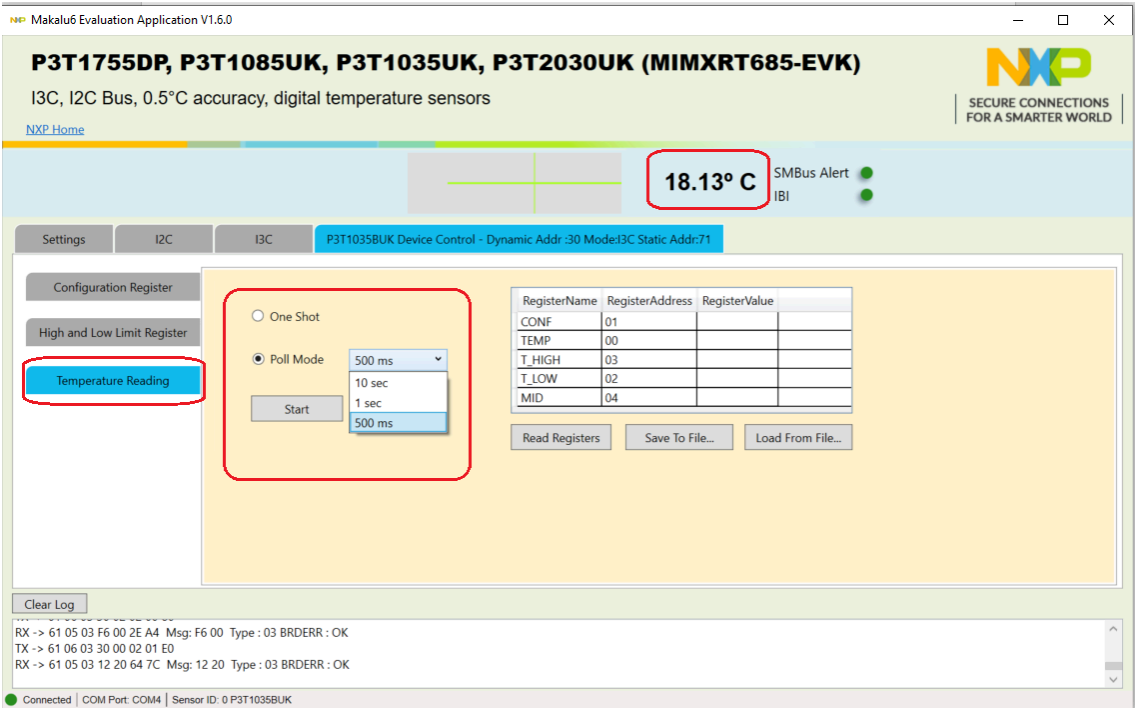 NXP Makalu6 Evaluation Application V1.6.0
P3T1755DP, P3T1085UK, P3T1035UK, P3T2030UK (MIMXRT685-EVK)
I3C, I2C Bus, 0.5°C accuracy, digital temperature sensors
NXP Home
NXP
SECURE CONNECTIONS
FOR A SMARTER WORLD
18.13º C
SMBus Alert
IBI
Settings
I2C
I3C
P3T1035BUK Device Control - Dynamic Addr :30 Mode:I3C Static Addr:71
Configuration Register
High and Low Limit Register
Temperature Reading
One Shot
Poll Mode
500 ms
10 sec
1 sec
500 ms
Start
RegisterName RegisterAddress RegisterValue
CONF 01
TEMP 00
T_HIGH 03
T_LOW 02
MID 04
Read Registers
Save To File...
Load From File...
Clear Log
RX -> 61 05 03 F6 00 2E A4 Msg: F6 00 Type : 03 BRDERR : OK
TX -> 61 06 03 30 00 02 01 E0
RX -> 61 05 03 12 20 64 7C Msg: 12 20 Type : 03 BRDERR : OK
Connected COM Port: COM4 Sensor ID: 0 P3T1035BUK